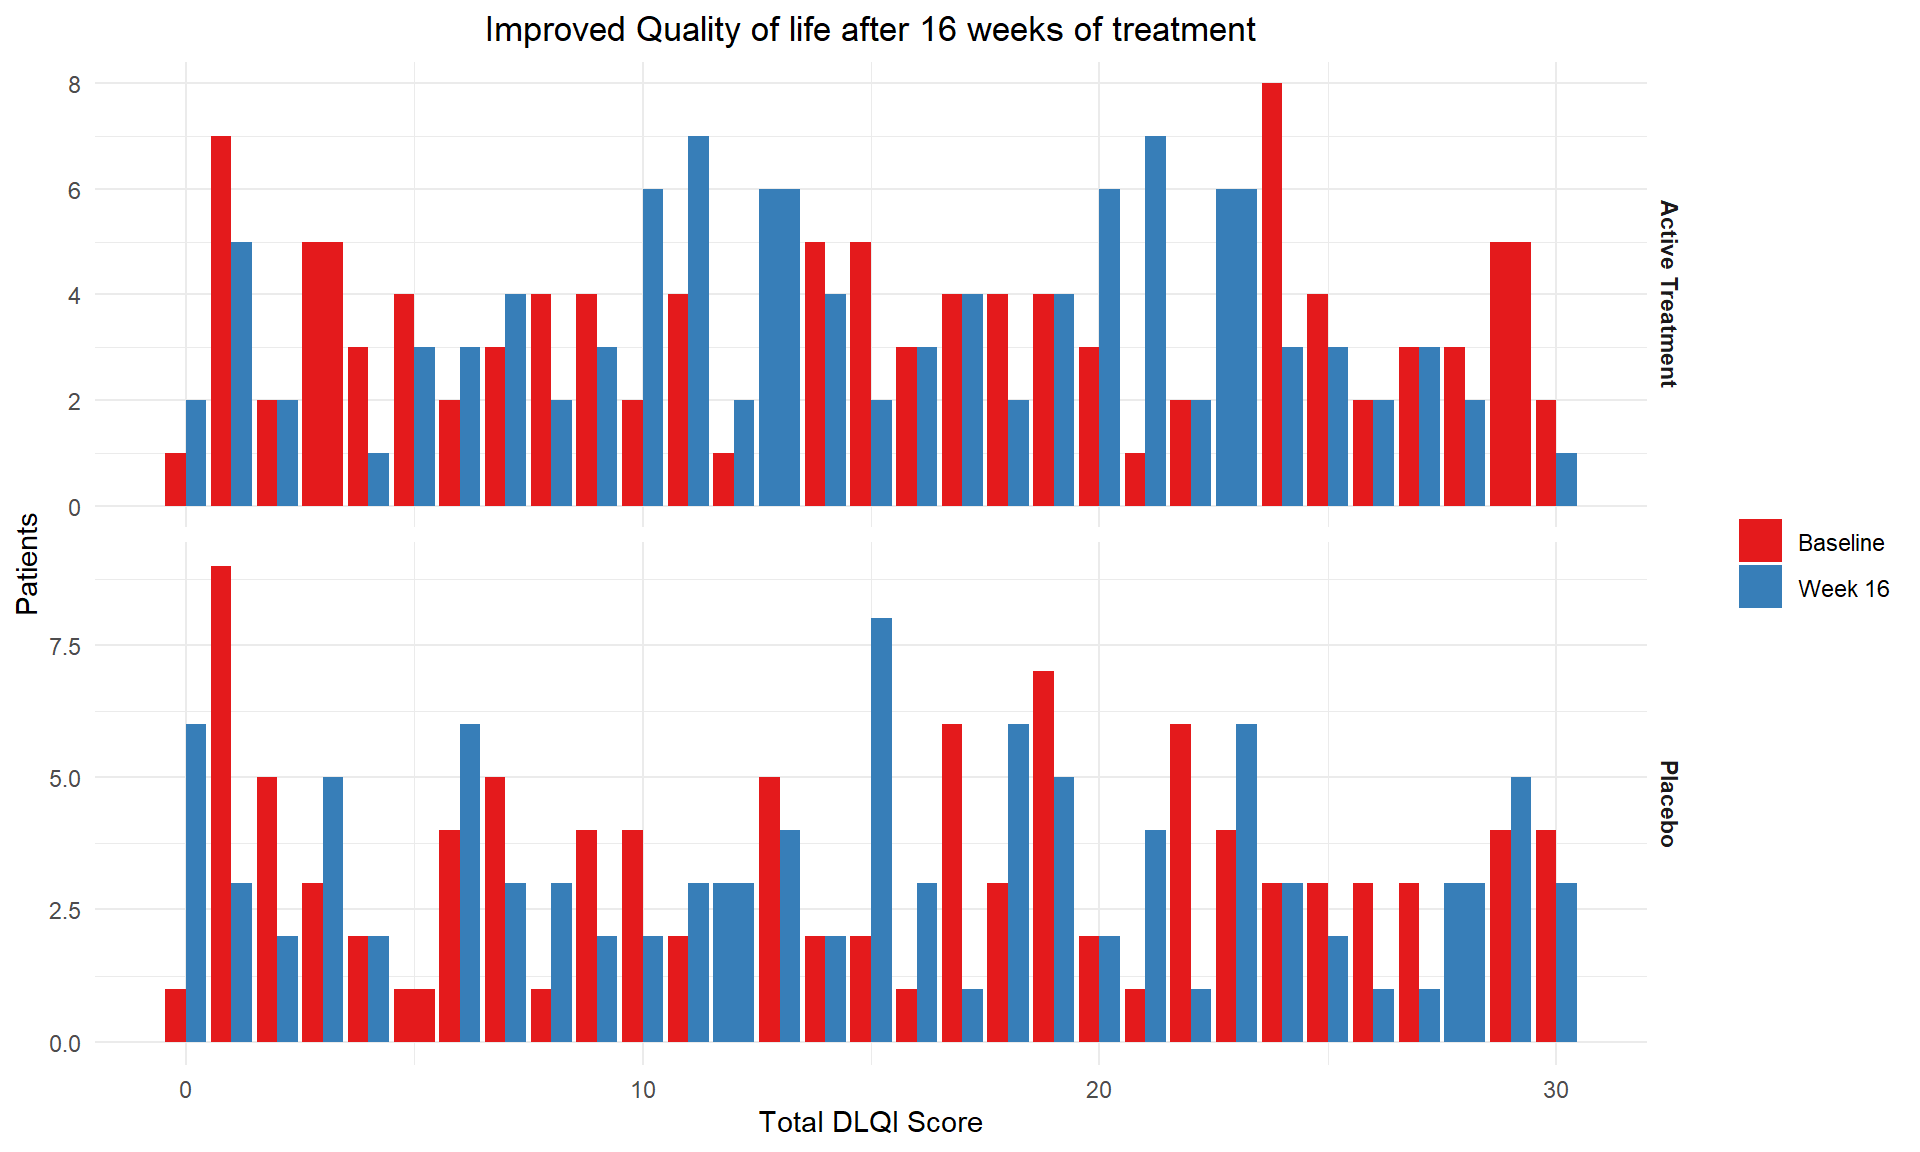 Improved Quality of life after 16 weeks of treatment
8
6
4
2
0
Active Treatment
Patients
7.5
5.0
2.5
0.0
Placebo
0 10 20 30
Total DLQI Score
Baseline
Week 16